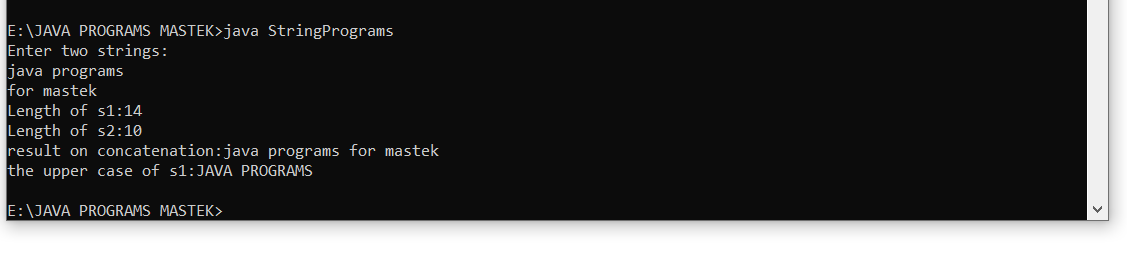 E:\JAVA PROGRAMS MASTEK>java StringPrograms
Enter two strings:
java programs
for mastek
Length of s1:14
Length of s2:10
result on concatenation:java programs for mastek
the upper case of s1:JAVA PROGRAMS
E:\JAVA PROGRAMS MASTEK>